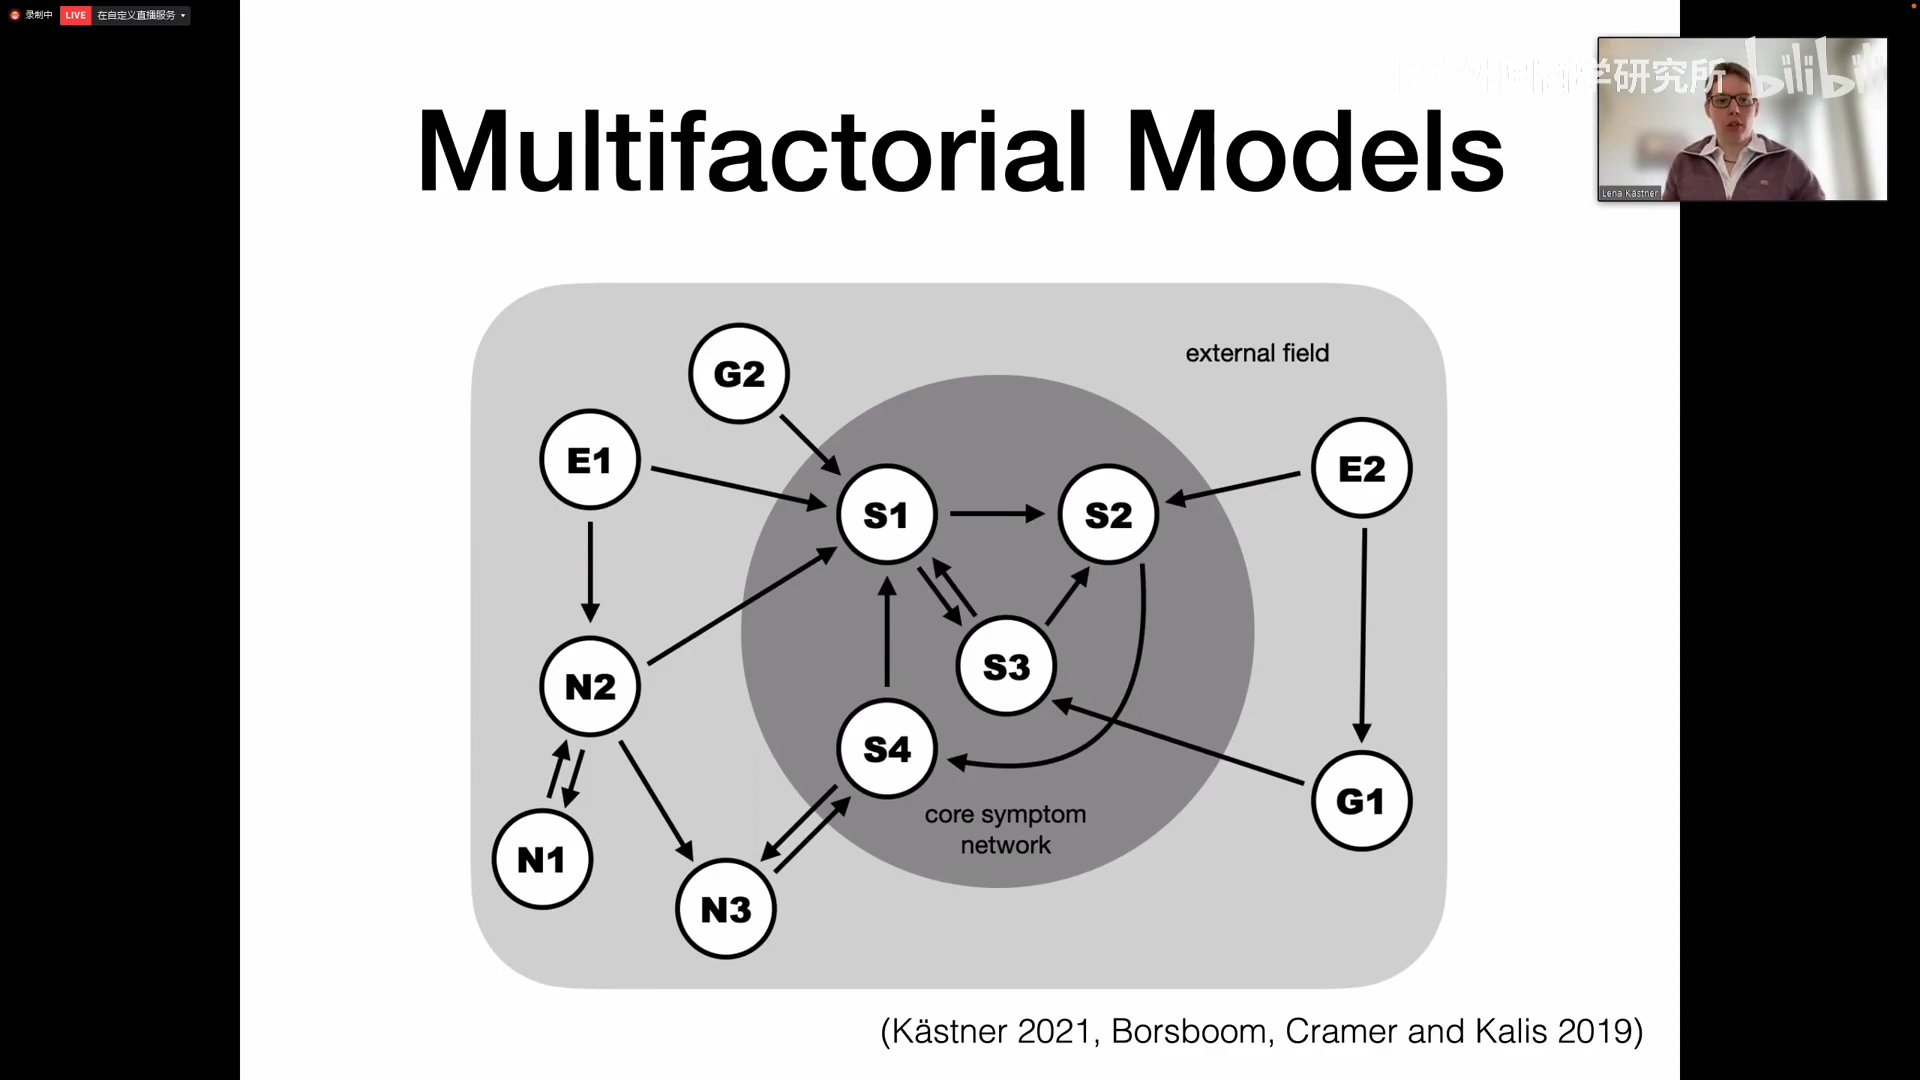 录制中 LIVE 在自定义直播服务
学研究所 bilibili
Multifactorial Models
Lena Kästner
external field
G2
E1
E2
S1
S2
S3
N2
S4
G1
core symptom
network
N1
N3
(Kästner 2021, Borsboom, Cramer and Kalis 2019)